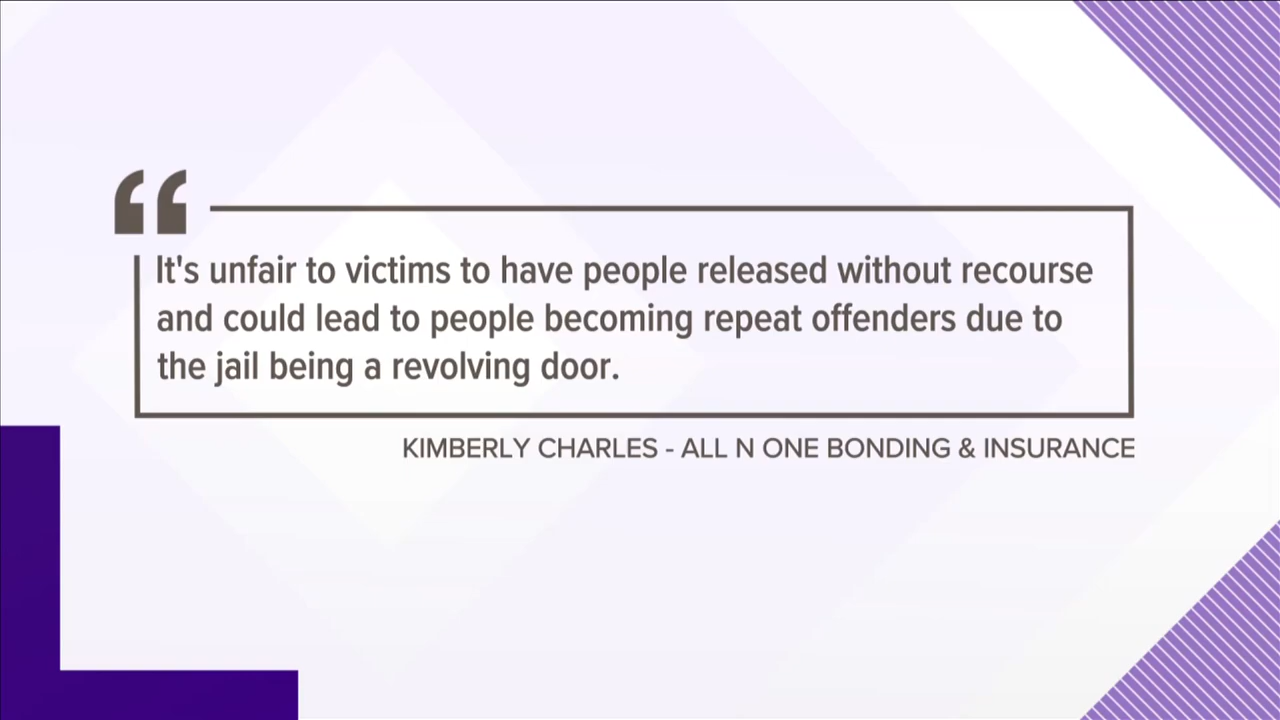 It's unfair to victims to have people released without recourse
and could lead to people becoming repeat offenders due to
the jail being a revolving door.
KIMBERLY CHARLES - ALL N ONE BONDING & INSURANCE